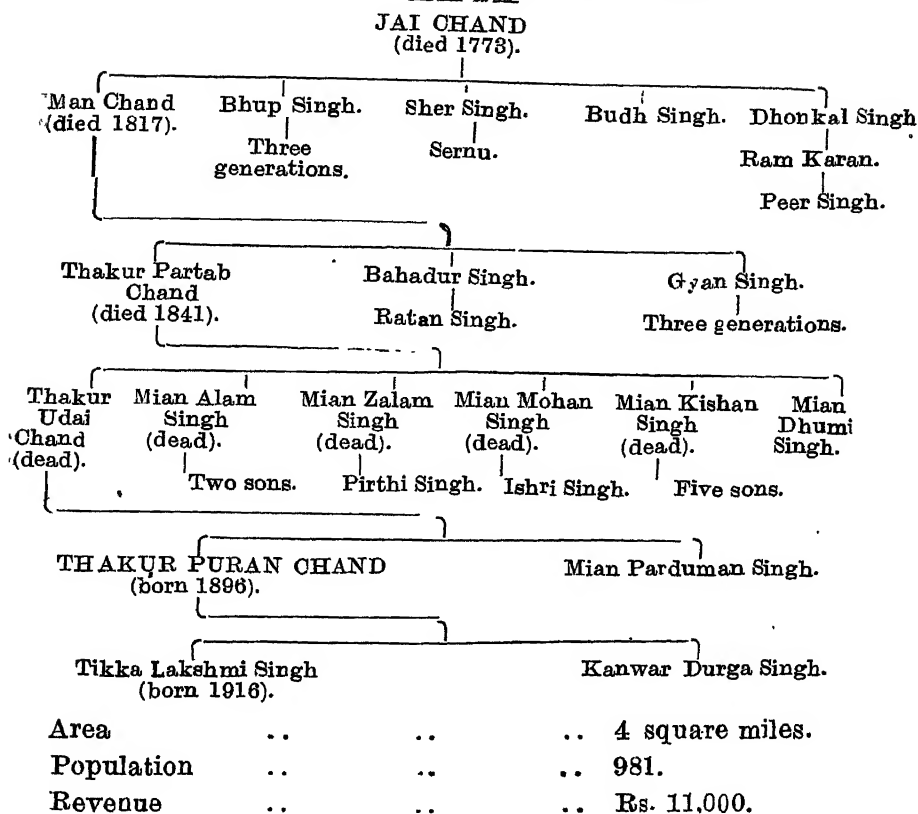 JAI CHAND
(died 1773).
Man Chand Bhup Singh. Sher Singh. Budh Singh. Dhonkal Singh
(died 1817).
Three Sernu. Ram Karan.
generations.
Peer Singh.
Thakur Partab Bahadur Singh. Gyan Singh.
Chand
(died 1841). Ratan Singh. Three generations.
Thakur Mian Alam Mian Zalam Mian Mohan Mian Kishan Mian
Udai Singh Singh Singh Singh Dhumi
Chand (dead). (dead). (dead). (dead). Singh.
(dead).
Two sons. Pirthi Singh. Ishri Singh. Five sons.
THAKUR PURAN CHAND Mian Parduman Singh.
(born 1896).
Tikka Lakshmi Singh Kanwar Durga Singh.
(born 1916).
Area .. .. .. 4 square miles.
Population .. .. .. 981.
Revenue .. .. .. Rs. 11,000.